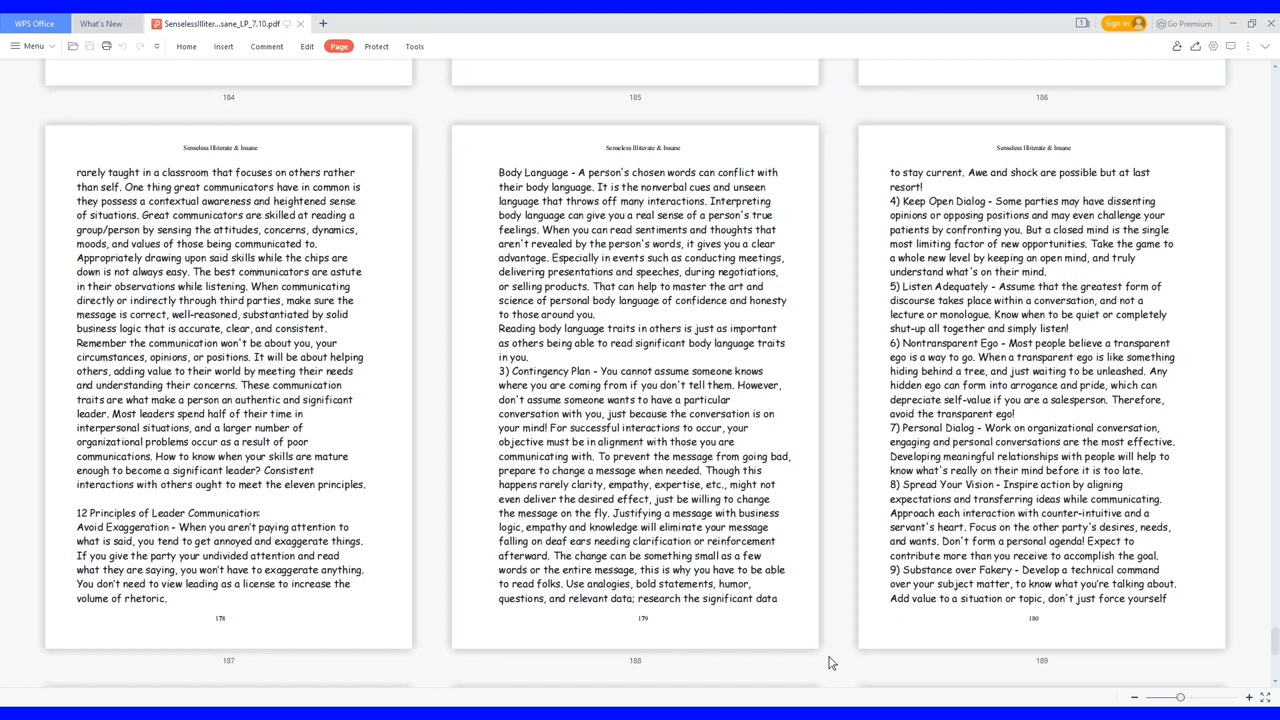 WPS Office
What's New
SenselessIlliter...sane_LP_7.10.pdf
1
Sign in
Go Premium
Menu
Home
Insert
Comment
Edit
Page
Protect
Tools
184
185
186
Senseless Illiterate & Insane
rarely taught in a classroom that focuses on others rather
than self. One thing great communicators have in common is
they possess a contextual awareness and heightened sense
of situations. Great communicators are skilled at reading a
group/person by sensing the attitudes, concerns, dynamics,
moods, and values of those being communicated to.
Appropriately drawing upon said skills while the chips are
down is not always easy. The best communicators are astute
in their observations while listening. When communicating
directly or indirectly through third parties, make sure the
message is correct, well-reasoned, substantiated by solid
business logic that is accurate, clear, and consistent.
Remember the communication won't be about you, your
circumstances, opinions, or positions. It will be about helping
others, adding value to their world by meeting their needs
and understanding their concerns. These communication
traits are what make a person an authentic and significant
leader. Most leaders spend half of their time in
interpersonal situations, and a larger number of
organizational problems occur as a result of poor
communications. How to know when your skills are mature
enough to become a significant leader? Consistent
interactions with others ought to meet the eleven principles.
12 Principles of Leader Communication:
Avoid Exaggeration - When you aren't paying attention to
what is said, you tend to get annoyed and exaggerate things.
If you give the party your undivided attention and read
what they are saying, you won't have to exaggerate anything.
You don't need to view leading as a license to increase the
volume of rhetoric.
178
187
Senseless Illiterate & Insane
Body Language - A person's chosen words can conflict with
their body language. It is the nonverbal cues and unseen
language that throws off many interactions. Interpreting
body language can give you a real sense of a person's true
feelings. When you can read sentiments and thoughts that
aren't revealed by the person's words, it gives you a clear
advantage. Especially in events such as conducting meetings,
delivering presentations and speeches, during negotiations,
or selling products. That can help to master the art and
science of personal body language of confidence and honesty
to those around you.
Reading body language traits in others is just as important
as others being able to read significant body language traits
in you.
3) Contingency Plan - You cannot assume someone knows
where you are coming from if you don't tell them. However,
don't assume someone wants to have a particular
conversation with you, just because the conversation is on
your mind! For successful interactions to occur, your
objective must be in alignment with those you are
communicating with. To prevent the message from going bad,
prepare to change a message when needed. Though this
happens rarely clarity, empathy, expertise, etc., might not
even deliver the desired effect, just be willing to change
the message on the fly. Justifying a message with business
logic, empathy and knowledge will eliminate your message
falling on deaf ears needing clarification or reinforcement
afterward. The change can be something small as a few
words or the entire message, this is why you have to be able
to read folks. Use analogies, bold statements, humor,
questions, and relevant data; research the significant data
179
188
Senseless Illiterate & Insane
to stay current. Awe and shock are possible but at last
resort!
4) Keep Open Dialog - Some parties may have dissenting
opinions or opposing positions and may even challenge your
patients by confronting you. But a closed mind is the single
most limiting factor of new opportunities. Take the game to
a whole new level by keeping an open mind, and truly
understand what's on their mind.
5) Listen Adequately - Assume that the greatest form of
discourse takes place within a conversation, and not a
lecture or monologue. Know when to be quiet or completely
shut-up all together and simply listen!
6) Nontransparent Ego - Most people believe a transparent
ego is a way to go. When a transparent ego is like something
hiding behind a tree, and just waiting to be unleashed. Any
hidden ego can form into arrogance and pride, which can
depreciate self-value if you are a salesperson. Therefore,
avoid the transparent ego!
7) Personal Dialog - Work on organizational conversation,
engaging and personal conversations are the most effective.
Developing meaningful relationships with people will help to
know what's really on their mind before it is too late.
8) Spread Your Vision - Inspire action by aligning
expectations and transferring ideas while communicating.
Approach each interaction with counter-intuitive and a
servant's heart. Focus on the other party's desires, needs,
and wants. Don't form a personal agenda! Expect to
contribute more than you receive to accomplish the goal.
9) Substance over Fakery - Develop a technical command
over your subject matter, to know what you're talking about.
Add value to a situation or topic, don't just force yourself
180
189